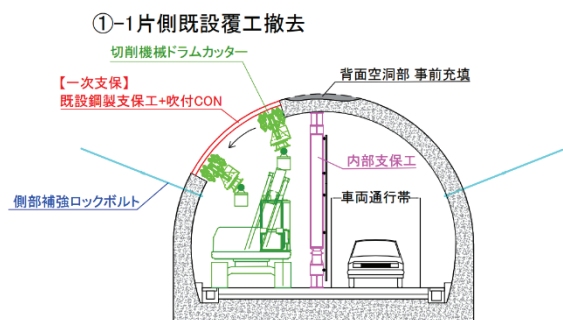 ①-1片側既設覆工撤去
切削機械ドラムカッター
【一次支保】
既設鋼製支保工+吹付CON
背面空洞部 事前充填
内部支保工
側部補強ロックボルト
車両通行帯